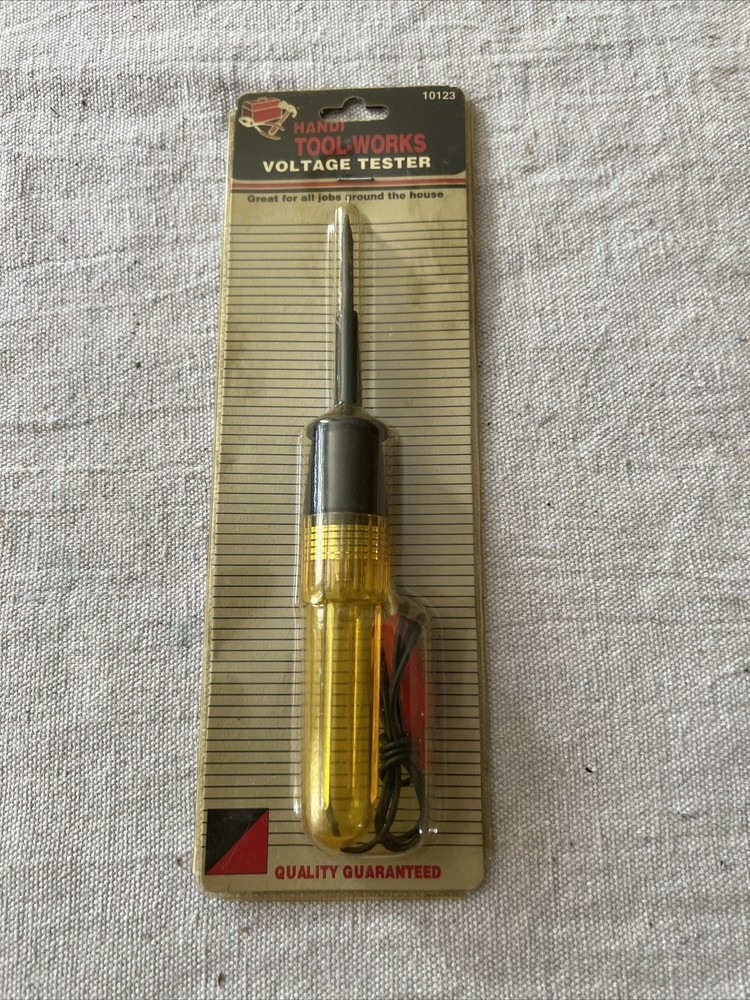 10123
HANDI
TOOL-WORKS
VOLTAGE TESTER
Great for all jobs around the house
QUALITY GUARANTEED